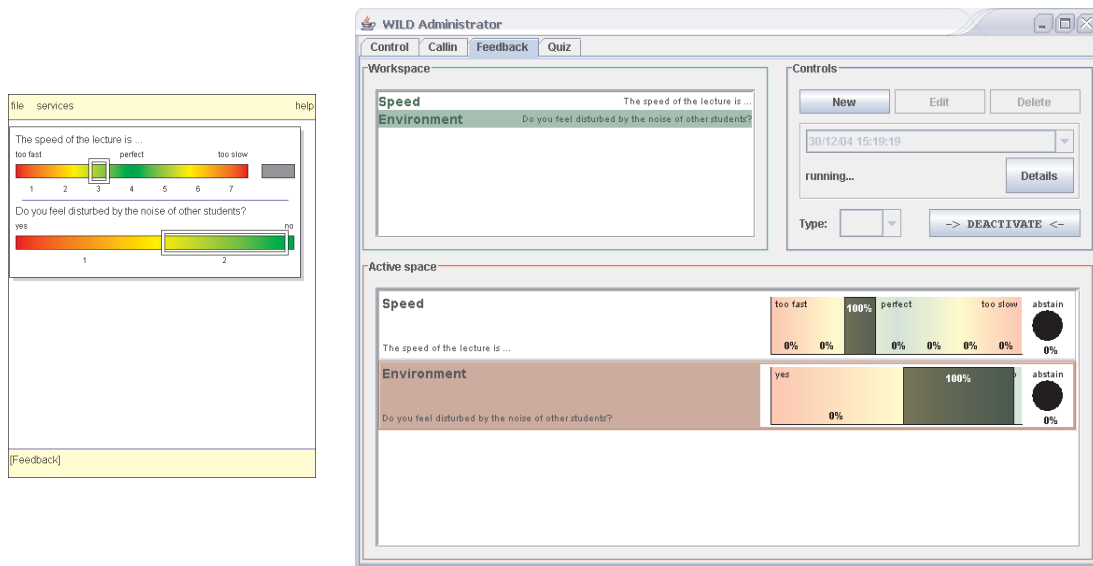 file services help
The speed of the lecture is ...
too fast perfect too slow
1 2 3 4 5 6 7
Do you feel disturbed by the noise of other students?
yes no
1 2
[Feedback]
WILD Administrator
Control Callin Feedback Quiz
Workspace
Speed The speed of the lecture is ...
Environment Do you feel disturbed by the noise of other students?
Controls
New Edit Delete
30/12/04 15:19:19
running... Details
Type: -> DEACTIVATE <-
Active space
Speed
too fast 100% perfect too slow abstain
The speed of the lecture is ...
0% 0% 0% 0% 0% 0% 0%
Environment
yes 100% abstain
Do you feel disturbed by the noise of other students?
0% 0%